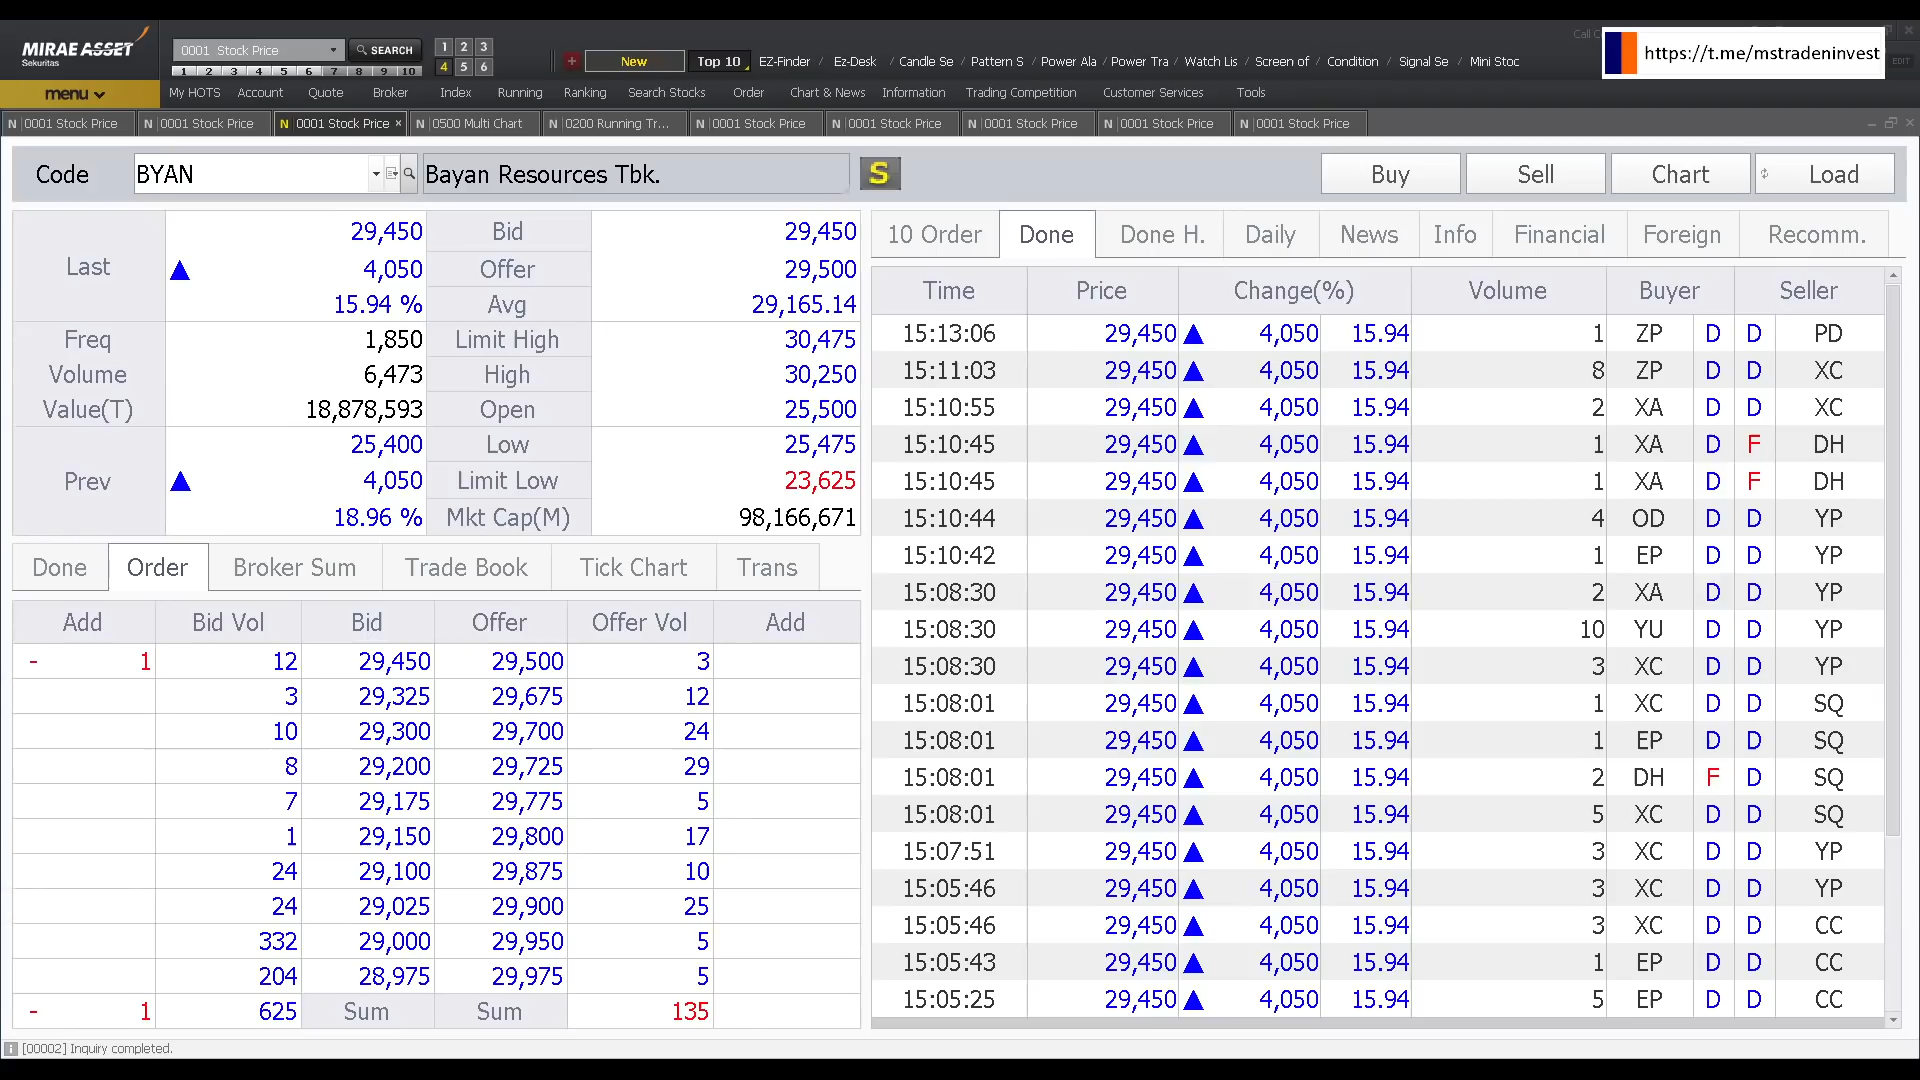 MIRAE ASSET
Sekuritas
0001 Stock Price
SEARCH
1 2 3
4 5 6
1 2 3 4 5 6 7 8 9 10
New
Top 10
EZ-Finder / Ez-Desk / Candle Se / Pattern S / Power Ala / Power Tra / Watch Lis / Screen of / Condition / Signal Se / Mini Stoc
https://t.me/mstradeninvest
menu
My HOTS Account Quote Broker Index Running Ranking Search Stocks Order Chart & News Information Trading Competition Customer Services Tools
N 0001 Stock Price N 0001 Stock Price N 0001 Stock Price × N 0500 Multi Chart N 0200 Running Tr... N 0001 Stock Price N 0001 Stock Price N 0001 Stock Price N 0001 Stock Price N 0001 Stock Price
Code BYAN Bayan Resources Tbk. S Buy Sell Chart Load
Last 29,450 Bid 29,450
▲ 4,050 Offer 29,500
15.94 % Avg 29,165.14
Freq 1,850 Limit High 30,475
Volume 6,473 High 30,250
Value(T) 18,878,593 Open 25,500
Prev 25,400 Low 25,475
▲ 4,050 Limit Low 23,625
18.96 % Mkt Cap(M) 98,166,671
Done Order Broker Sum Trade Book Tick Chart Trans
Add Bid Vol Bid Offer Offer Vol Add
- 1 12 29,450 29,500 3
3 29,325 29,675 12
10 29,300 29,700 24
8 29,200 29,725 29
7 29,175 29,775 5
1 29,150 29,800 17
24 29,100 29,875 10
24 29,025 29,900 25
332 29,000 29,950 5
204 28,975 29,975 5
- 1 625 Sum Sum 135
10 Order Done Done H. Daily News Info Financial Foreign Recomm.
Time Price Change(%) Volume Buyer Seller
15:13:06 29,450 ▲ 4,050 15.94 1 ZP D D PD
15:11:03 29,450 ▲ 4,050 15.94 8 ZP D D XC
15:10:55 29,450 ▲ 4,050 15.94 2 XA D D XC
15:10:45 29,450 ▲ 4,050 15.94 1 XA D F DH
15:10:45 29,450 ▲ 4,050 15.94 1 XA D F DH
15:10:44 29,450 ▲ 4,050 15.94 4 OD D D YP
15:10:42 29,450 ▲ 4,050 15.94 1 EP D D YP
15:08:30 29,450 ▲ 4,050 15.94 2 XA D D YP
15:08:30 29,450 ▲ 4,050 15.94 10 YU D D YP
15:08:30 29,450 ▲ 4,050 15.94 3 XC D D YP
15:08:01 29,450 ▲ 4,050 15.94 1 XC D D SQ
15:08:01 29,450 ▲ 4,050 15.94 1 EP D D SQ
15:08:01 29,450 ▲ 4,050 15.94 2 DH F D SQ
15:08:01 29,450 ▲ 4,050 15.94 5 XC D D SQ
15:07:51 29,450 ▲ 4,050 15.94 3 XC D D YP
15:05:46 29,450 ▲ 4,050 15.94 3 XC D D YP
15:05:46 29,450 ▲ 4,050 15.94 3 XC D D CC
15:05:43 29,450 ▲ 4,050 15.94 1 EP D D CC
15:05:25 29,450 ▲ 4,050 15.94 5 EP D D CC
[00002] Inquiry completed.